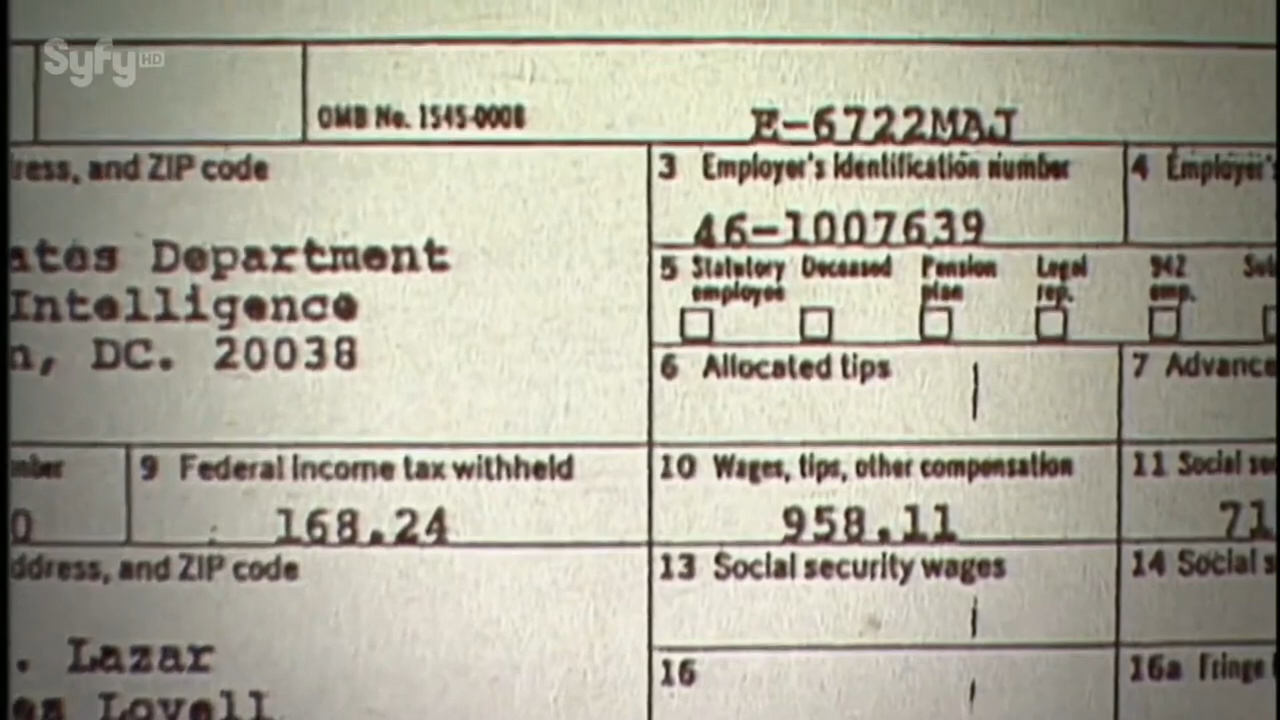 Syfy HD
OMB No. 1545-0008
E-6722MAJ
ress, and ZIP code
3 Employer's identification number
4 Employer's
46-1007639
ates Department
Intelligence
n, DC. 20038
5 Statutory employee
Deceased
Pension plan
Legal rep.
942 emp.
Sub
6 Allocated tips
7 Advance
mber
9 Federal income tax withheld
10 Wages, tips, other compensation
11 Social se
0
168.24
958.11
71
ddress, and ZIP code
13 Social security wages
14 Social s
. Lazar
16
16a Fringe
es Lovell